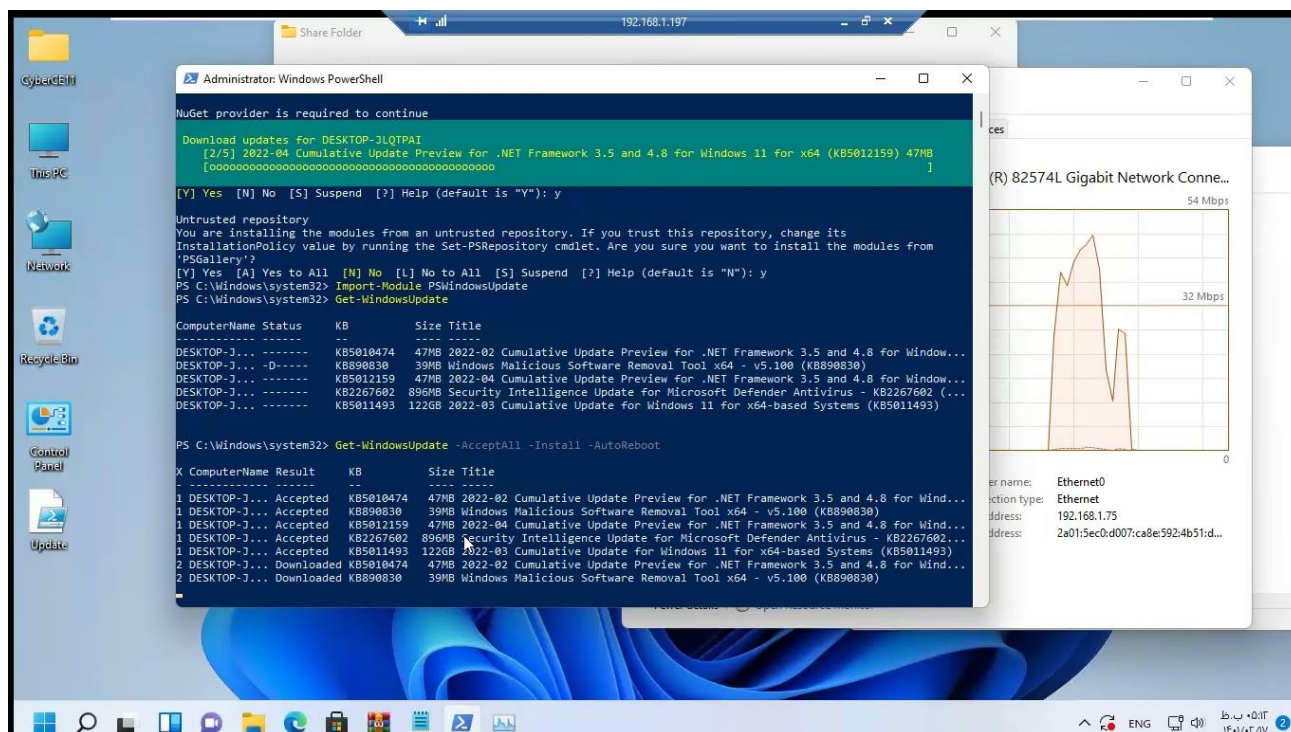 192.168.1.197
Share Folder
CyberCEIH
This PC
Network
Recycle Bin
Control
Panel
Update
Administrator: Windows PowerShell
NuGet provider is required to continue
Download updates for DESKTOP-JLQTPAI
[2/5] 2022-04 Cumulative Update Preview for .NET Framework 3.5 and 4.8 for Windows 11 for x64 (KB5012159) 47MB
[ooooooooooooooooooooooooooooooooooooooooooo ]
[Y] Yes [N] No [S] Suspend [?] Help (default is "Y"): y
Untrusted repository
You are installing the modules from an untrusted repository. If you trust this repository, change its
InstallationPolicy value by running the Set-PSRepository cmdlet. Are you sure you want to install the modules from
'PSGallery'?
[Y] Yes [A] Yes to All [N] No [L] No to All [S] Suspend [?] Help (default is "N"): y
PS C:\Windows\system32> Import-Module PSWindowsUpdate
PS C:\Windows\system32> Get-WindowsUpdate
ComputerName Status KB Size Title
------------ ------ -- ---- -----
DESKTOP-J... ------- KB5010474 47MB 2022-02 Cumulative Update Preview for .NET Framework 3.5 and 4.8 for Window...
DESKTOP-J... -D----- KB890830 39MB Windows Malicious Software Removal Tool x64 - v5.100 (KB890830)
DESKTOP-J... ------- KB5012159 47MB 2022-04 Cumulative Update Preview for .NET Framework 3.5 and 4.8 for Window...
DESKTOP-J... ------- KB2267602 896MB Security Intelligence Update for Microsoft Defender Antivirus - KB2267602 (...
DESKTOP-J... ------- KB5011493 122GB 2022-03 Cumulative Update for Windows 11 for x64-based Systems (KB5011493)
PS C:\Windows\system32> Get-WindowsUpdate -AcceptAll -Install -AutoReboot
X ComputerName Result KB Size Title
- ------------ ------ -- ---- -----
1 DESKTOP-J... Accepted KB5010474 47MB 2022-02 Cumulative Update Preview for .NET Framework 3.5 and 4.8 for Wind...
1 DESKTOP-J... Accepted KB890830 39MB Windows Malicious Software Removal Tool x64 - v5.100 (KB890830)
1 DESKTOP-J... Accepted KB5012159 47MB 2022-04 Cumulative Update Preview for .NET Framework 3.5 and 4.8 for Wind...
1 DESKTOP-J... Accepted KB2267602 896MB Security Intelligence Update for Microsoft Defender Antivirus - KB2267602...
1 DESKTOP-J... Accepted KB5011493 122GB 2022-03 Cumulative Update for Windows 11 for x64-based Systems (KB5011493)
2 DESKTOP-J... Downloaded KB5010474 47MB 2022-02 Cumulative Update Preview for .NET Framework 3.5 and 4.8 for Wind...
2 DESKTOP-J... Downloaded KB890830 39MB Windows Malicious Software Removal Tool x64 - v5.100 (KB890830)
(R) 82574L Gigabit Network Conne...
54 Mbps
32 Mbps
0
Ethernet0
Ethernet
192.168.1.75
2a01:5ec0:d007:ca8e:592:4b51:d...
ENG
۰۵:۱۲ ب.ظ
2